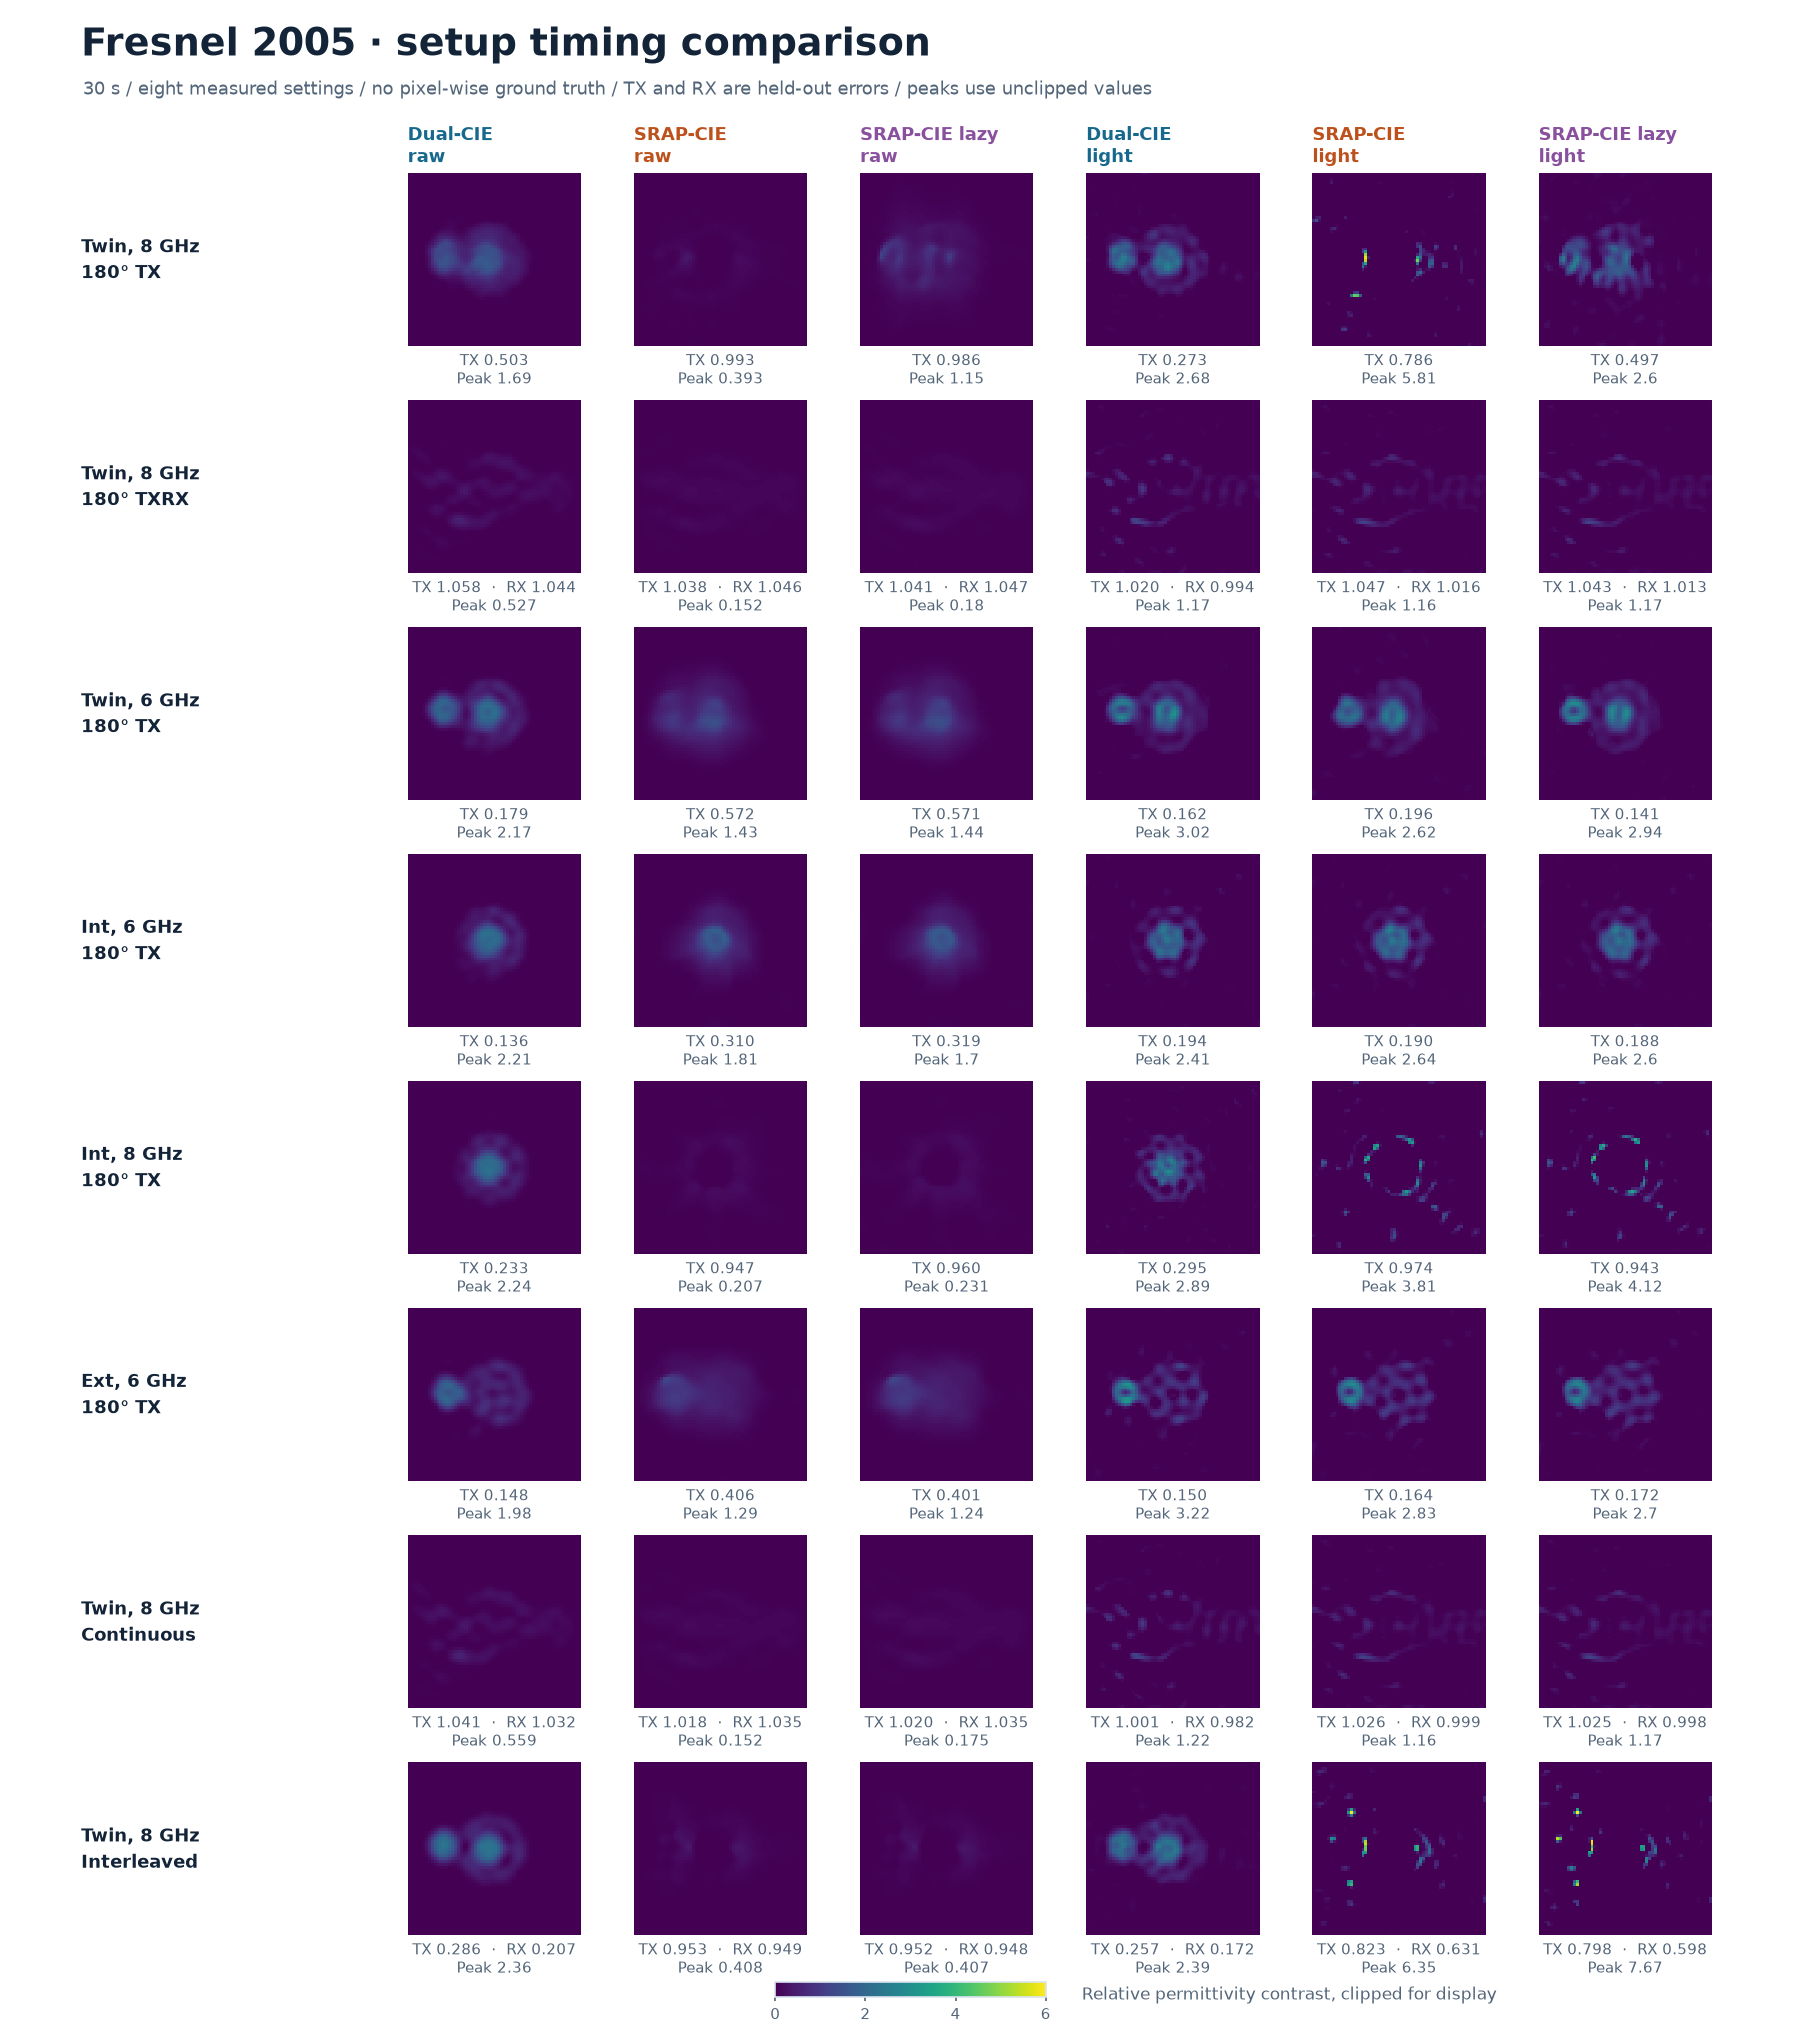 Fresnel 2005 · setup timing comparison
30 s / eight measured settings / no pixel-wise ground truth / TX and RX are held-out errors / peaks use unclipped values
Dual-CIE raw
SRAP-CIE raw
SRAP-CIE lazy raw
Dual-CIE light
SRAP-CIE light
SRAP-CIE lazy light
Twin, 8 GHz
180° TX
TX 0.503
Peak 1.69
TX 0.993
Peak 0.393
TX 0.986
Peak 1.15
TX 0.273
Peak 2.68
TX 0.786
Peak 5.81
TX 0.497
Peak 2.6
Twin, 8 GHz
180° TXRX
TX 1.058 · RX 1.044
Peak 0.527
TX 1.038 · RX 1.046
Peak 0.152
TX 1.041 · RX 1.047
Peak 0.18
TX 1.020 · RX 0.994
Peak 1.17
TX 1.047 · RX 1.016
Peak 1.16
TX 1.043 · RX 1.013
Peak 1.17
Twin, 6 GHz
180° TX
TX 0.179
Peak 2.17
TX 0.572
Peak 1.43
TX 0.571
Peak 1.44
TX 0.162
Peak 3.02
TX 0.196
Peak 2.62
TX 0.141
Peak 2.94
Int, 6 GHz
180° TX
TX 0.136
Peak 2.21
TX 0.310
Peak 1.81
TX 0.319
Peak 1.7
TX 0.194
Peak 2.41
TX 0.190
Peak 2.64
TX 0.188
Peak 2.6
Int, 8 GHz
180° TX
TX 0.233
Peak 2.24
TX 0.947
Peak 0.207
TX 0.960
Peak 0.231
TX 0.295
Peak 2.89
TX 0.974
Peak 3.81
TX 0.943
Peak 4.12
Ext, 6 GHz
180° TX
TX 0.148
Peak 1.98
TX 0.406
Peak 1.29
TX 0.401
Peak 1.24
TX 0.150
Peak 3.22
TX 0.164
Peak 2.83
TX 0.172
Peak 2.7
Twin, 8 GHz
Continuous
TX 1.041 · RX 1.032
Peak 0.559
TX 1.018 · RX 1.035
Peak 0.152
TX 1.020 · RX 1.035
Peak 0.175
TX 1.001 · RX 0.982
Peak 1.22
TX 1.026 · RX 0.999
Peak 1.16
TX 1.025 · RX 0.998
Peak 1.17
Twin, 8 GHz
Interleaved
TX 0.286 · RX 0.207
Peak 2.36
TX 0.953 · RX 0.949
Peak 0.408
TX 0.952 · RX 0.948
Peak 0.407
TX 0.257 · RX 0.172
Peak 2.39
TX 0.823 · RX 0.631
Peak 6.35
TX 0.798 · RX 0.598
Peak 7.67
0 2 4 6
Relative permittivity contrast, clipped for display